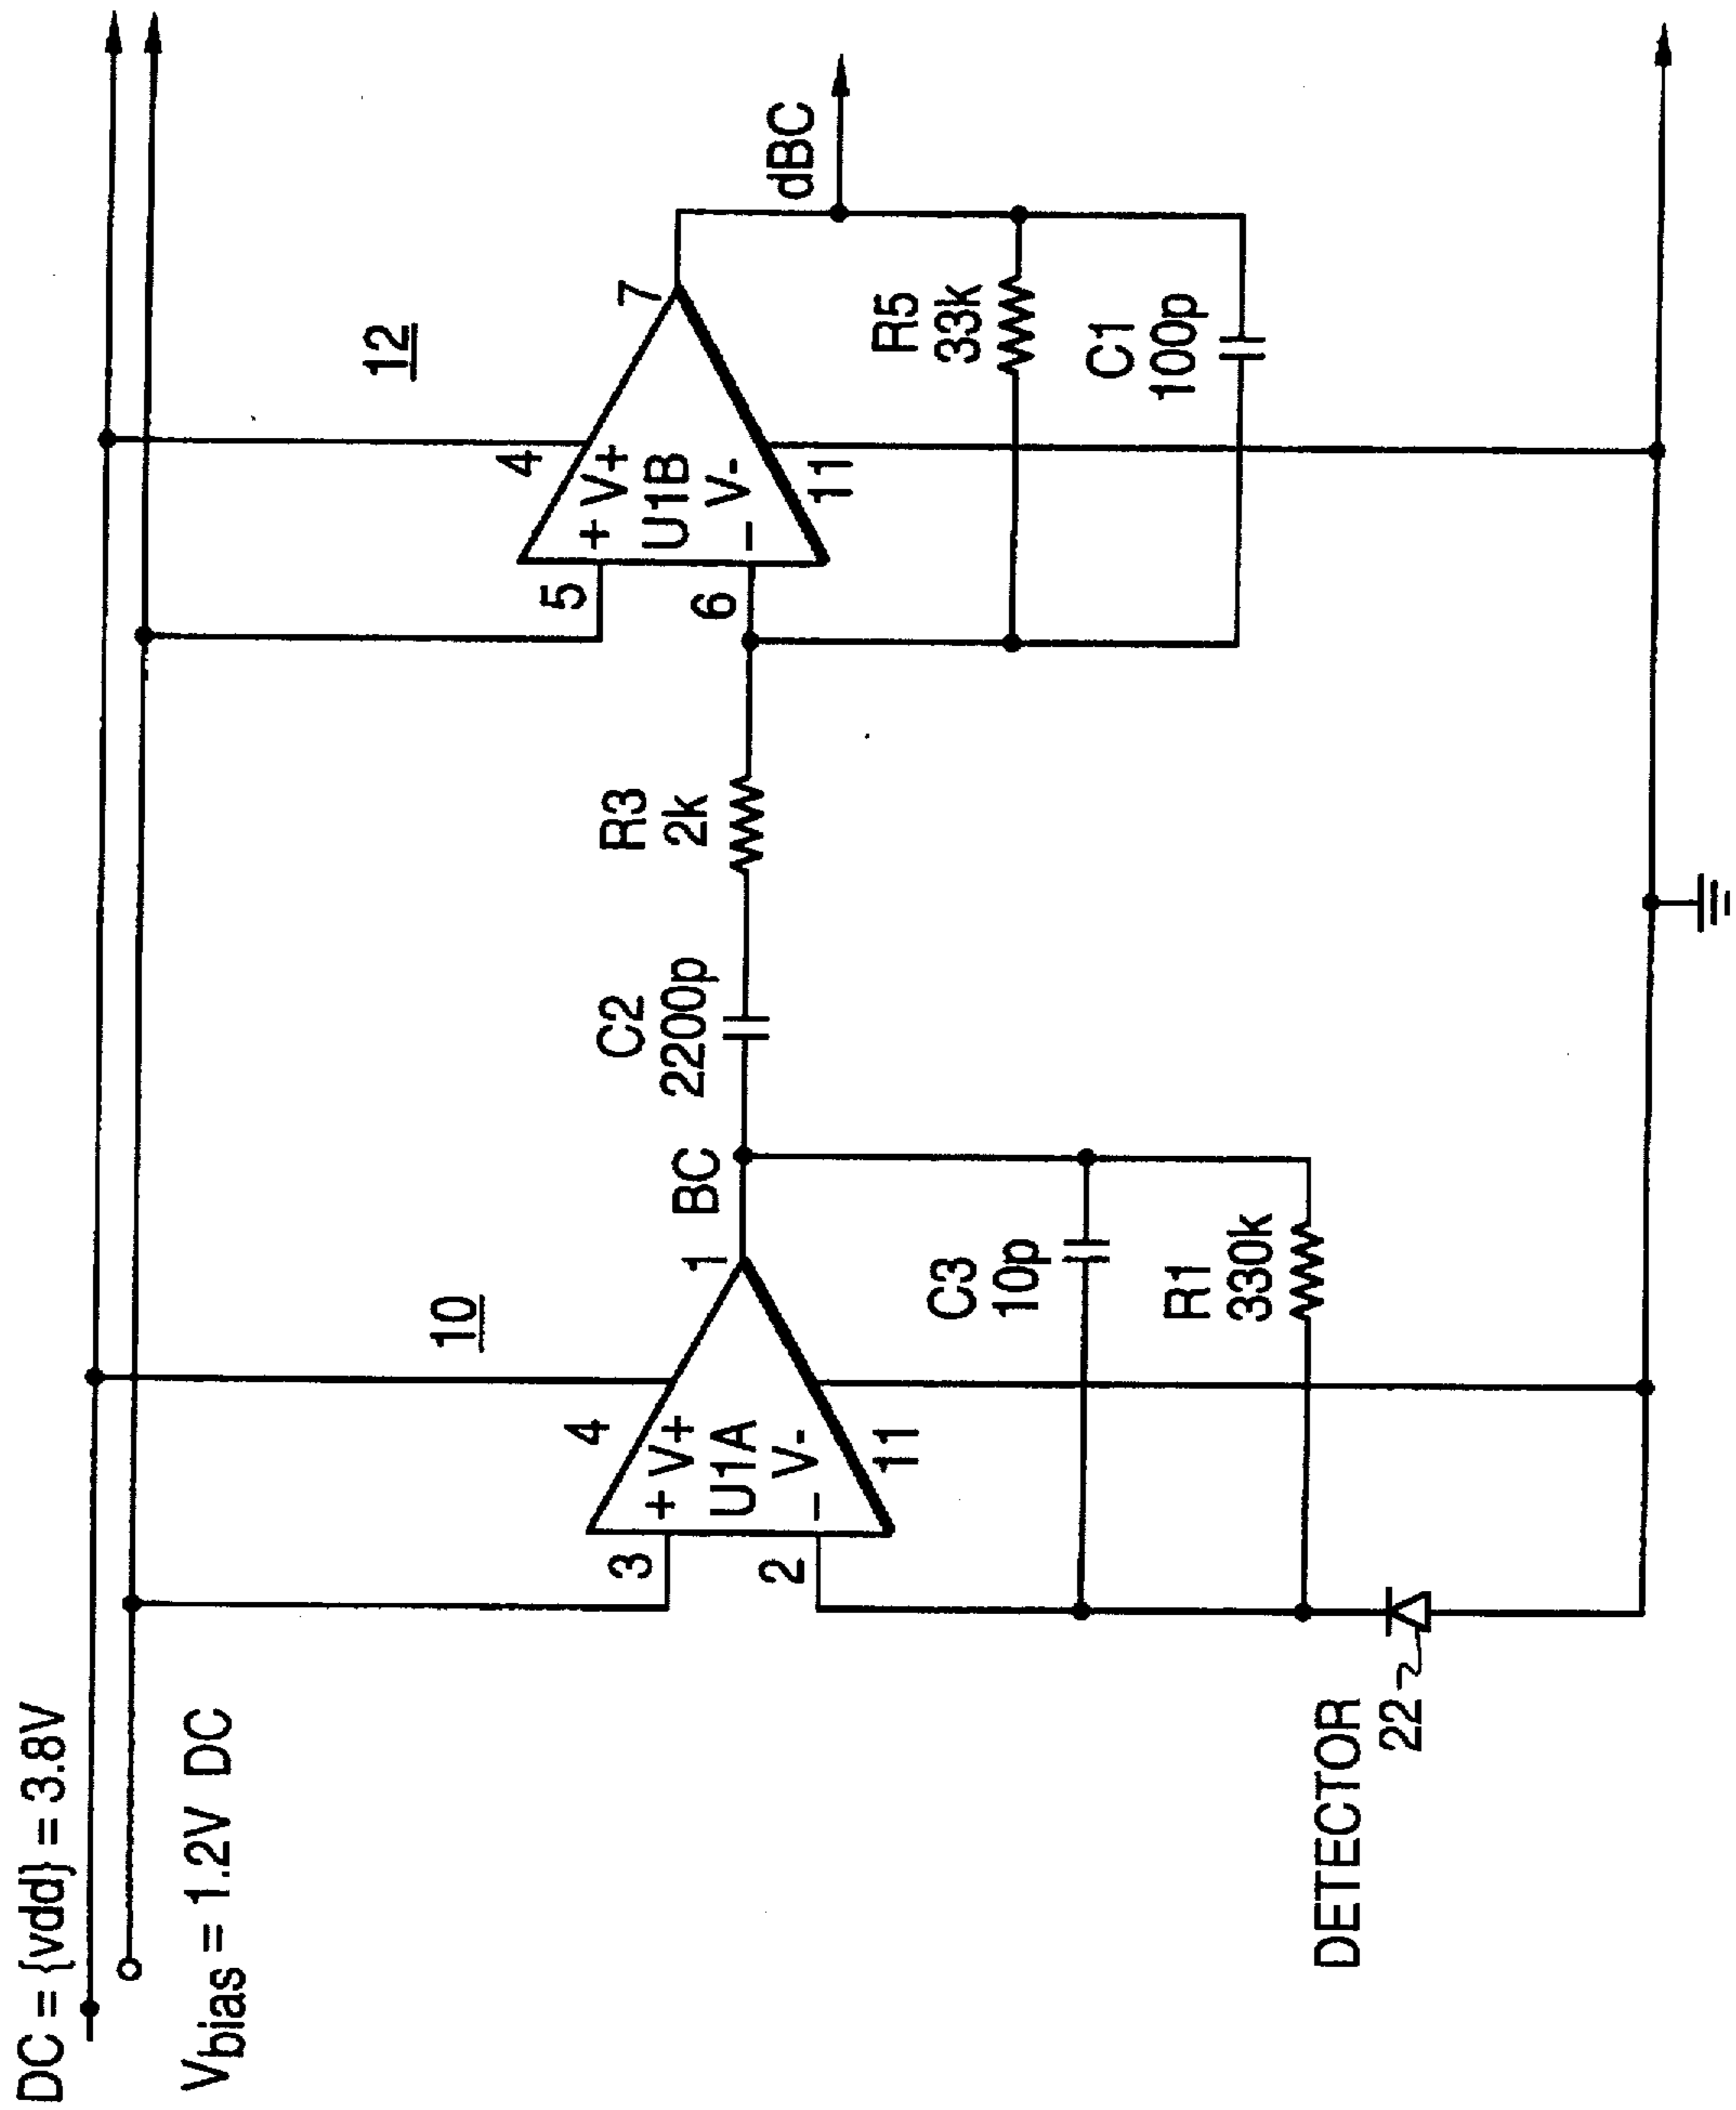 DC = {vdd} = 3.8V
Vbias = 1.2V DC
10
4
3
+ V+
U1A
- V-
2
11
1
BC
C3
10p
R1
330k
DETECTOR
22
C2
2200p
R3
2k
12
4
5
+ V+
U1B
- V-
6
11
7
dBC
R5
33k
C1
100p